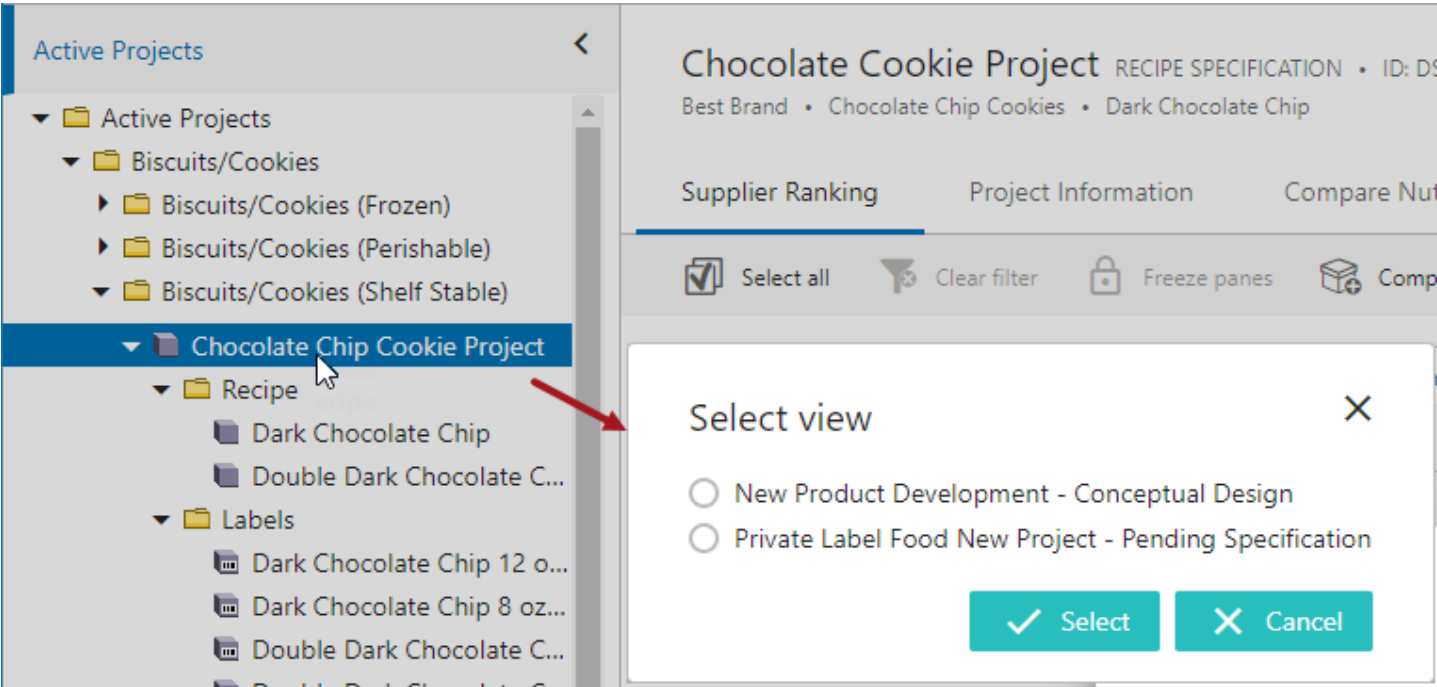 Active Projects
Active Projects
Biscuits/Cookies
Biscuits/Cookies (Frozen)
Biscuits/Cookies (Perishable)
Biscuits/Cookies (Shelf Stable)
Chocolate Chip Cookie Project
Recipe
Dark Chocolate Chip
Double Dark Chocolate C...
Labels
Dark Chocolate Chip 12 o...
Dark Chocolate Chip 8 oz...
Double Dark Chocolate C...
Chocolate Cookie Project RECIPE SPECIFICATION • ID: DS
Best Brand • Chocolate Chip Cookies • Dark Chocolate Chip
Supplier Ranking Project Information Compare Nut
Select all Clear filter Freeze panes Comp
Select view
New Product Development - Conceptual Design
Private Label Food New Project - Pending Specification
Select Cancel